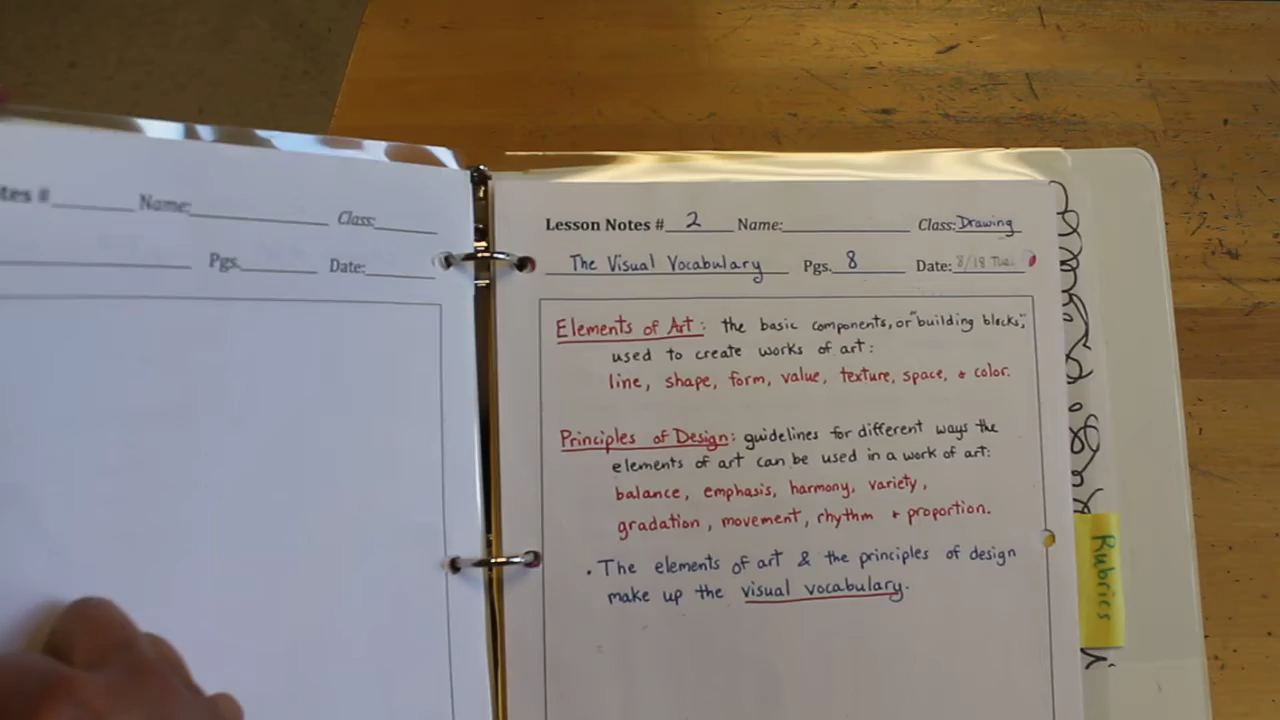 tes # Name: Class:
Pgs. Date:
Lesson Notes # 2 Name: Class: Drawing
The Visual Vocabulary Pgs. 8 Date: 8/18 Tues
Elements of Art: the basic components, or "building blocks",
used to create works of art:
line, shape, form, value, texture, space, + color.
Principles of Design: guidelines for different ways the
elements of art can be used in a work of art:
balance, emphasis, harmony, variety,
gradation, movement, rhythm + proportion.
. The elements of art & the principles of design
make up the visual vocabulary.
Rubrics